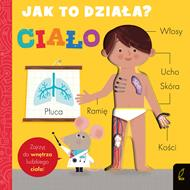 JAK TO DZIAŁA?
CIAŁO
Włosy
Ucho
Skóra
Płuca
Ramię
Kości
Zajrzyj
do wnętrza
ludzkiego
ciała!